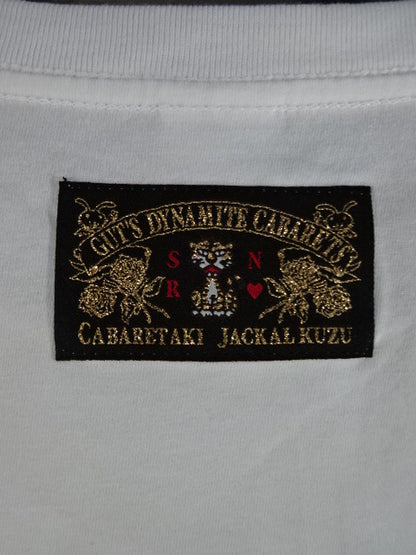 GUT'S DYNAMITE CABARETS
S N
R ♥
CABARETAKI JACKAL KUZU